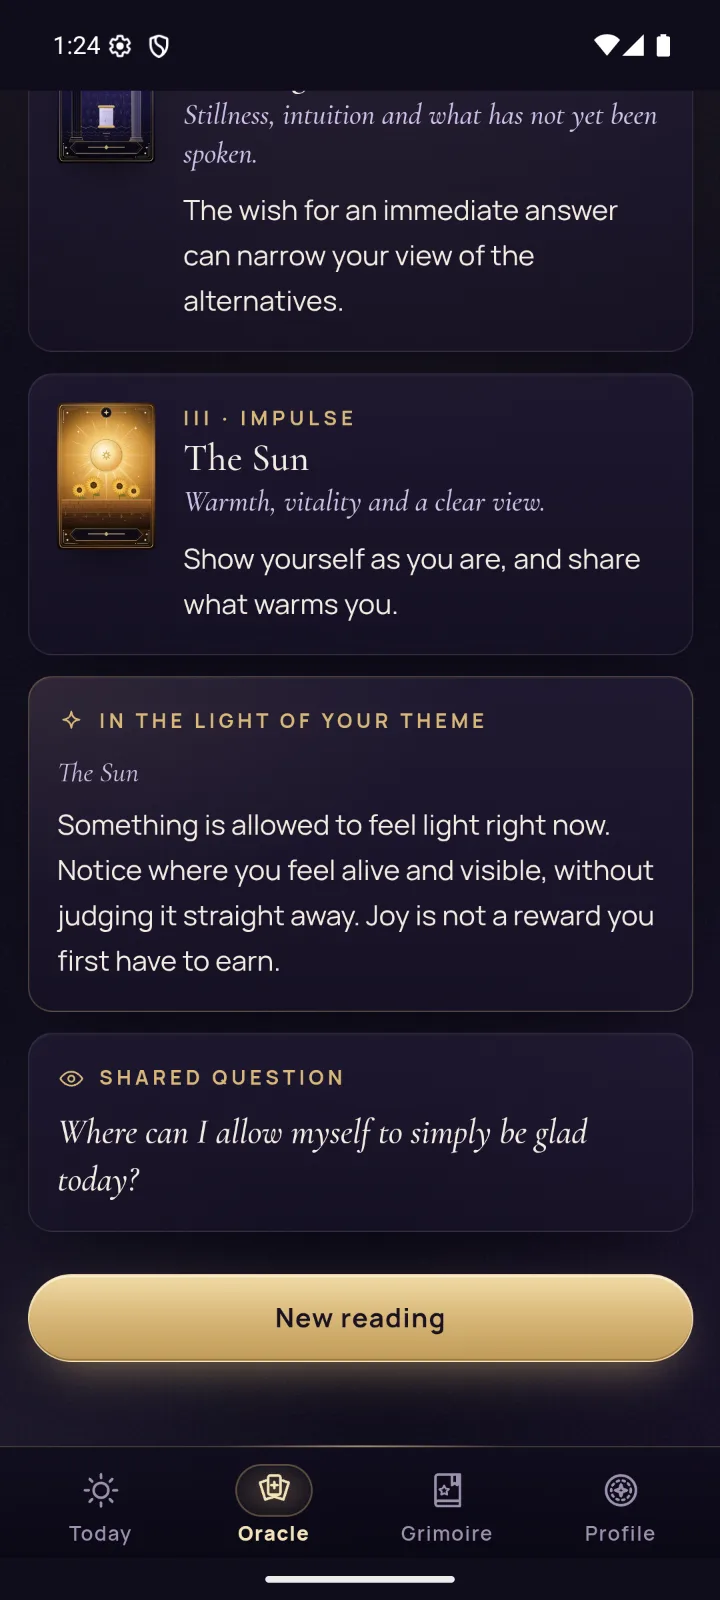 1:24
Stillness, intuition and what has not yet been
spoken.
The wish for an immediate answer
can narrow your view of the
alternatives.
III · IMPULSE
The Sun
Warmth, vitality and a clear view.
Show yourself as you are, and share
what warms you.
IN THE LIGHT OF YOUR THEME
The Sun
Something is allowed to feel light right now.
Notice where you feel alive and visible, without
judging it straight away. Joy is not a reward you
first have to earn.
SHARED QUESTION
Where can I allow myself to simply be glad
today?
New reading
Today
Oracle
Grimoire
Profile